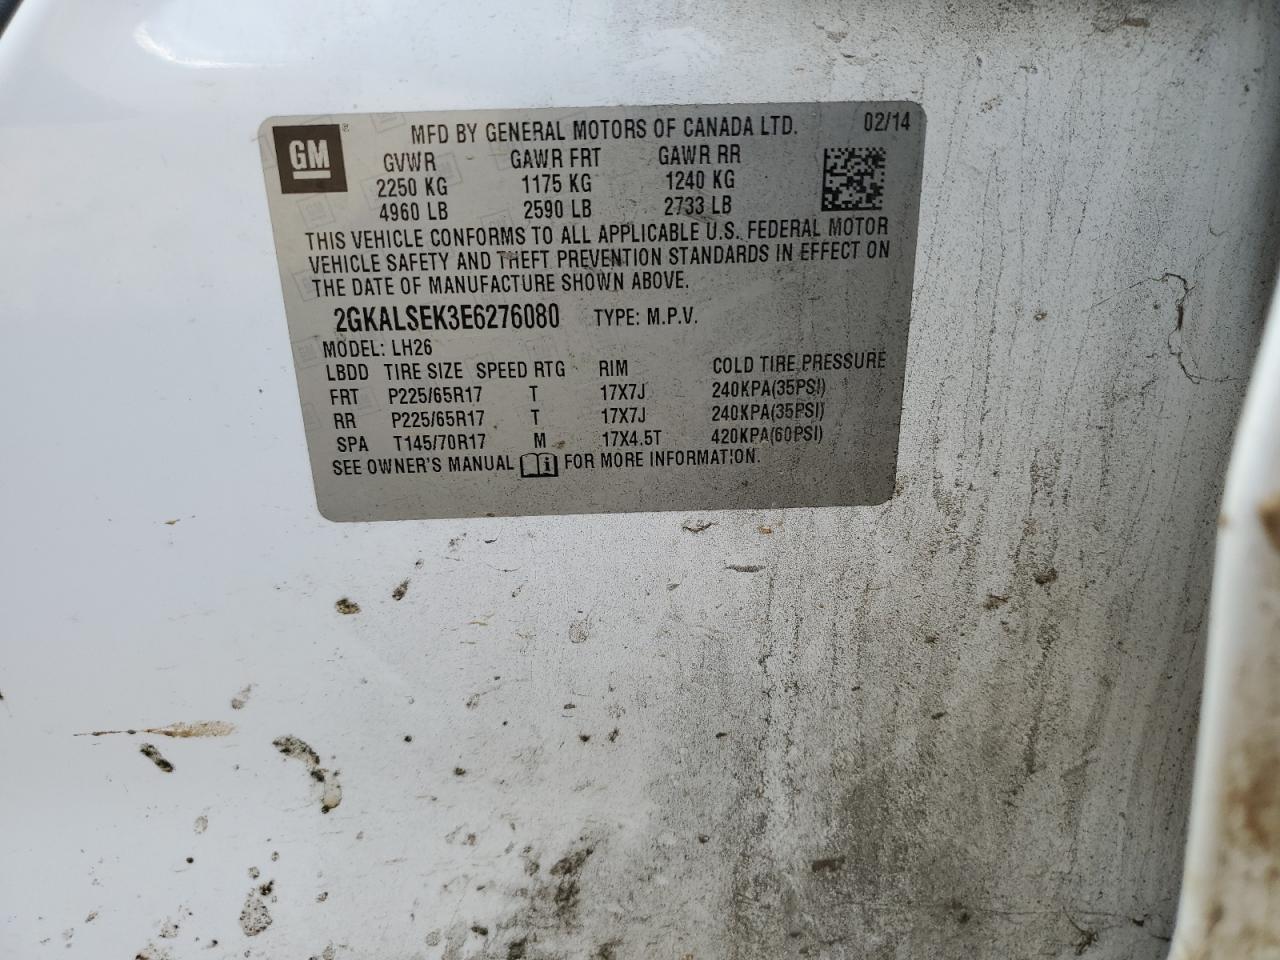 GM
MFD BY GENERAL MOTORS OF CANADA LTD. 02/14
GVWR GAWR FRT GAWR RR
2250 KG 1175 KG 1240 KG
4960 LB 2590 LB 2733 LB
THIS VEHICLE CONFORMS TO ALL APPLICABLE U.S. FEDERAL MOTOR
VEHICLE SAFETY AND THEFT PREVENTION STANDARDS IN EFFECT ON
THE DATE OF MANUFACTURE SHOWN ABOVE.
2GKALSEK3E6276080 TYPE: M.P.V.
MODEL: LH26
LBDD TIRE SIZE SPEED RTG RIM COLD TIRE PRESSURE
FRT P225/65R17 T 17X7J 240KPA(35PSI)
RR P225/65R17 T 17X7J 240KPA(35PSI)
SPA T145/70R17 M 17X4.5T 420KPA(60PSI)
SEE OWNER'S MANUAL i FOR MORE INFORMATION.